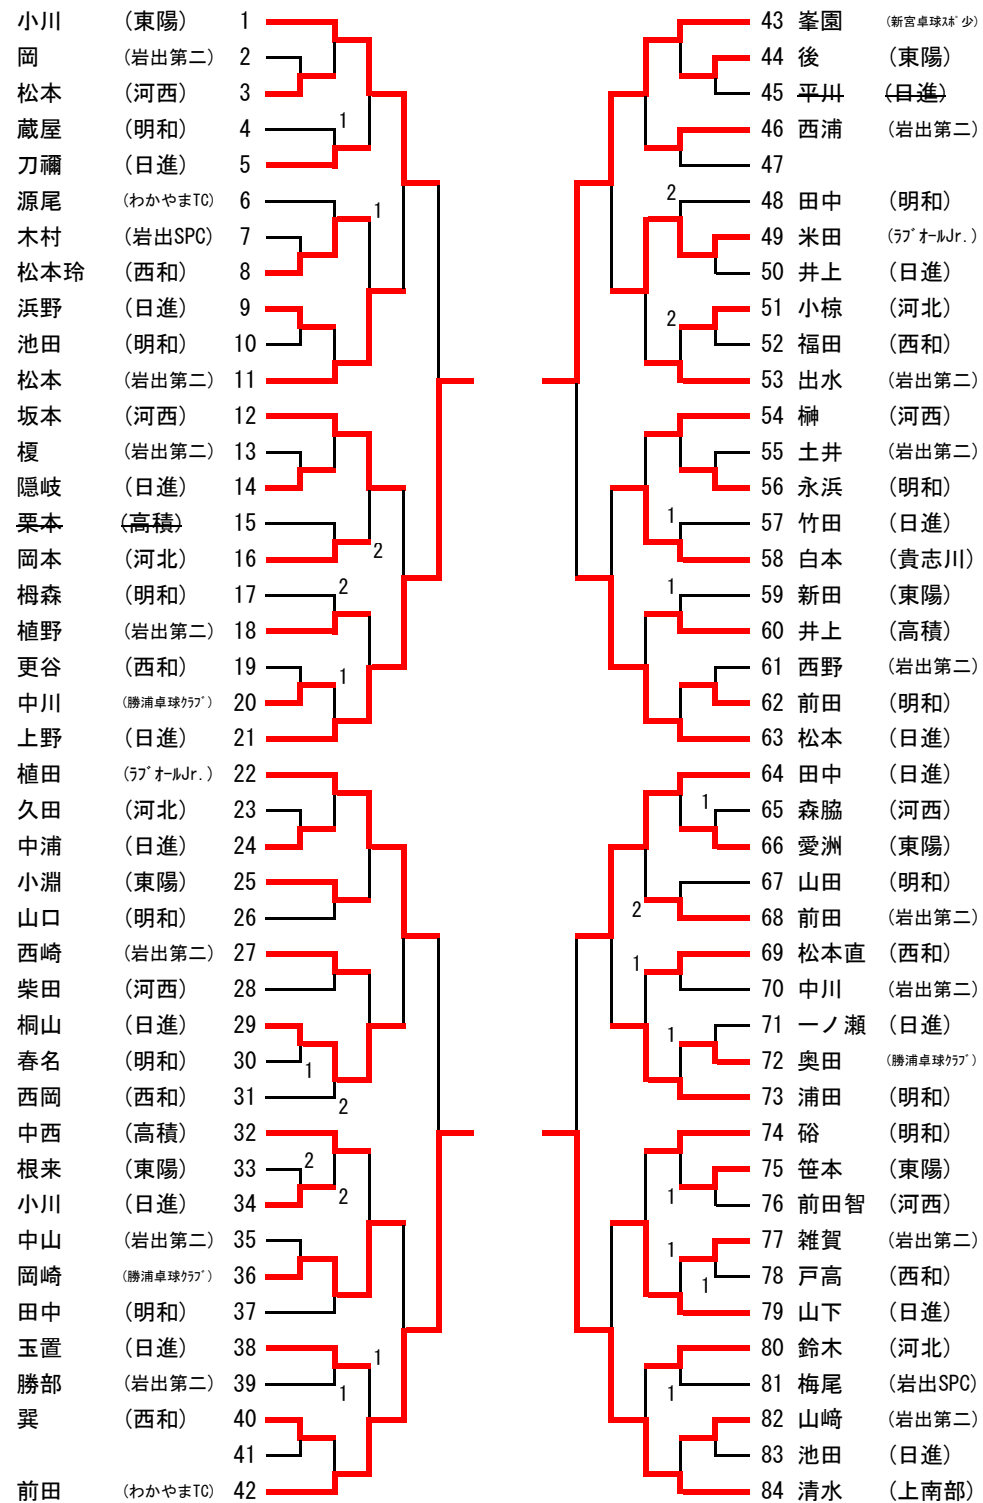 小川 (東陽) 1
岡 (岩出第二) 2
松本 (河西) 3
蔵屋 (明和) 4
1
刀禰 (日進) 5
源尾 (わかやまTC) 6
1
木村 (岩出SPC) 7
松本玲 (西和) 8
浜野 (日進) 9
池田 (明和) 10
松本 (岩出第二) 11
坂本 (河西) 12
榎 (岩出第二) 13
隠岐 (日進) 14
栗本 (高積) 15
2
岡本 (河北) 16
栂森 (明和) 17
2
植野 (岩出第二) 18
更谷 (西和) 19
1
中川 (勝浦卓球クラブ) 20
上野 (日進) 21
植田 (ラブオールJr.) 22
久田 (河北) 23
中浦 (日進) 24
小淵 (東陽) 25
山口 (明和) 26
西崎 (岩出第二) 27
柴田 (河西) 28
桐山 (日進) 29
春名 (明和) 30
1
西岡 (西和) 31
2
中西 (高積) 32
根来 (東陽) 33
2
小川 (日進) 34
2
中山 (岩出第二) 35
岡崎 (勝浦卓球クラブ) 36
田中 (明和) 37
玉置 (日進) 38
1
勝部 (岩出第二) 39
1
巽 (西和) 40
41
前田 (わかやまTC) 42
43 峯園 (新宮卓球スポ少)
44 後 (東陽)
45 平川 (日進)
46 西浦 (岩出第二)
47
2
48 田中 (明和)
49 米田 (ラブオールJr.)
50 井上 (日進)
51 小椋 (河北)
2
52 福田 (西和)
53 出水 (岩出第二)
54 榊 (河西)
55 土井 (岩出第二)
56 永浜 (明和)
1
57 竹田 (日進)
58 白本 (貴志川)
1
59 新田 (東陽)
60 井上 (高積)
61 西野 (岩出第二)
62 前田 (明和)
63 松本 (日進)
64 田中 (日進)
1
65 森脇 (河西)
66 愛洲 (東陽)
67 山田 (明和)
2
68 前田 (岩出第二)
1
69 松本直 (西和)
70 中川 (岩出第二)
71 一ノ瀬 (日進)
1
72 奥田 (勝浦卓球クラブ)
73 浦田 (明和)
74 硲 (明和)
75 笹本 (東陽)
1
76 前田智 (河西)
77 雑賀 (岩出第二)
1
78 戸高 (西和)
1
79 山下 (日進)
80 鈴木 (河北)
81 梅尾 (岩出SPC)
1
82 山﨑 (岩出第二)
83 池田 (日進)
84 清水 (上南部)